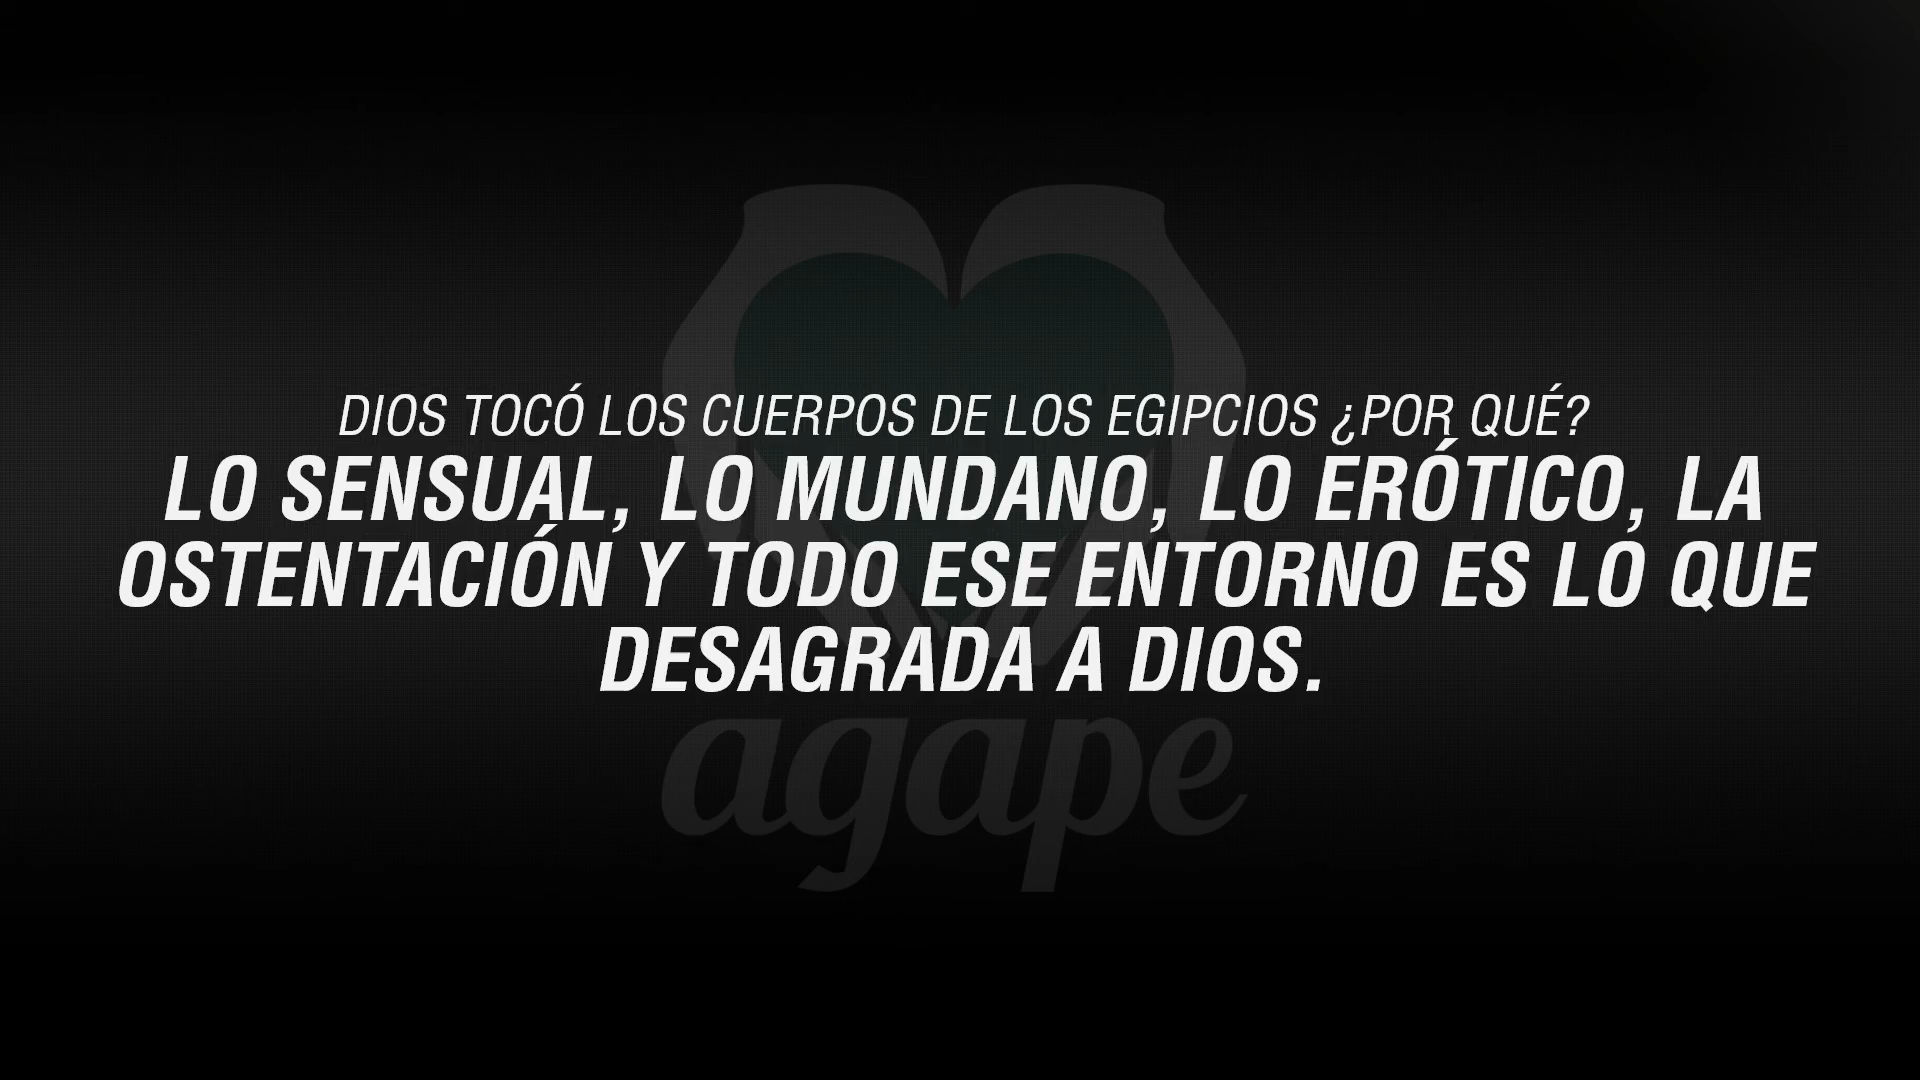 DIOS TOCÓ LOS CUERPOS DE LOS EGIPCIOS ¿POR QUÉ?
LO SENSUAL, LO MUNDANO, LO ERÓTICO, LA
OSTENTACIÓN Y TODO ESE ENTORNO ES LO QUE
DESAGRADA A DIOS.
agape